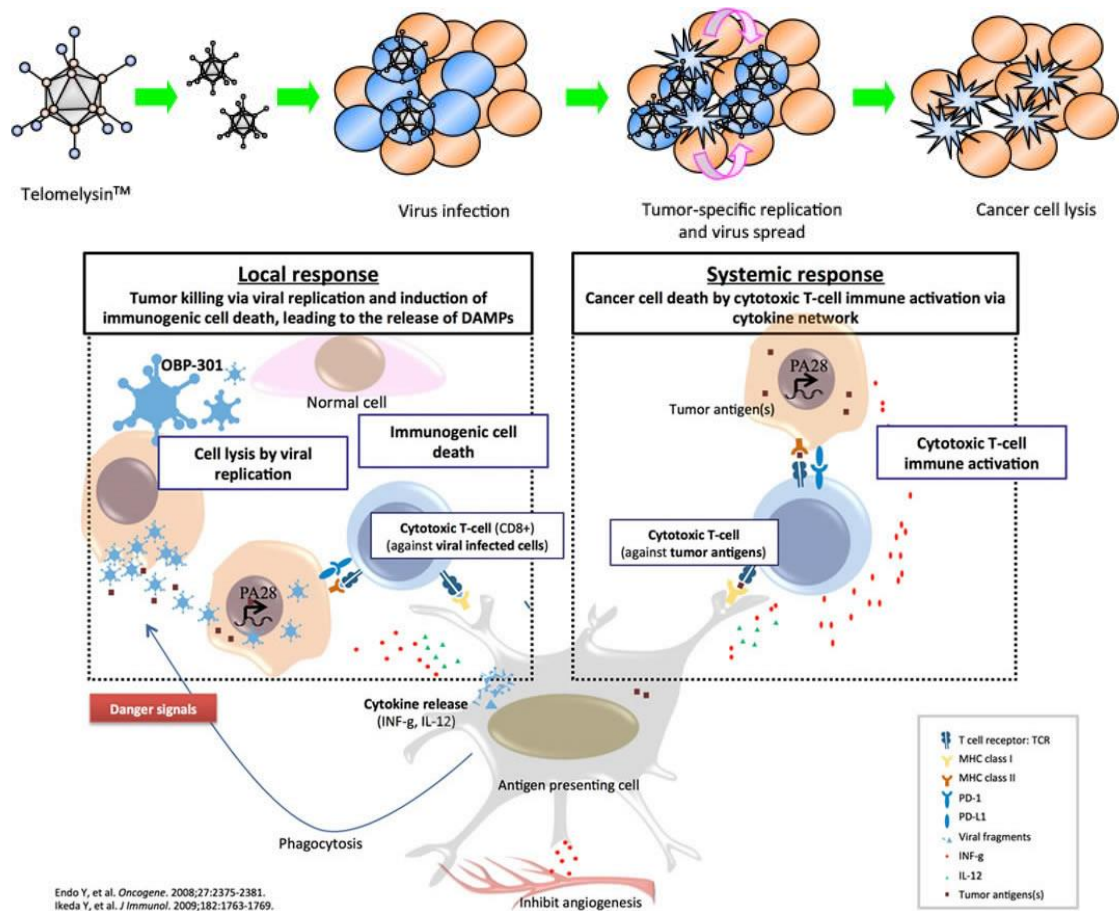 Telomelysin™
Virus infection
Tumor-specific replication
and virus spread
Cancer cell lysis
Local response
Tumor killing via viral replication and induction of
immunogenic cell death, leading to the release of DAMPs
Systemic response
Cancer cell death by cytotoxic T-cell immune activation via
cytokine network
OBP-301
Normal cell
Cell lysis by viral
replication
Immunogenic cell
death
Cytotoxic T-cell (CD8+)
(against viral infected cells)
PA28
PA28
Tumor antigen(s)
Cytotoxic T-cell
immune activation
Cytotoxic T-cell
(against tumor antigens)
Danger signals
Cytokine release
(INF-g, IL-12)
Antigen presenting cell
Phagocytosis
Inhibit angiogenesis
T cell receptor: TCR
MHC class I
MHC class II
PD-1
PD-L1
Viral fragments
INF-g
IL-12
Tumor antigens(s)
Endo Y, et al. Oncogene. 2008;27:2375-2381.
Ikeda Y, et al. J Immunol. 2009;182:1763-1769.